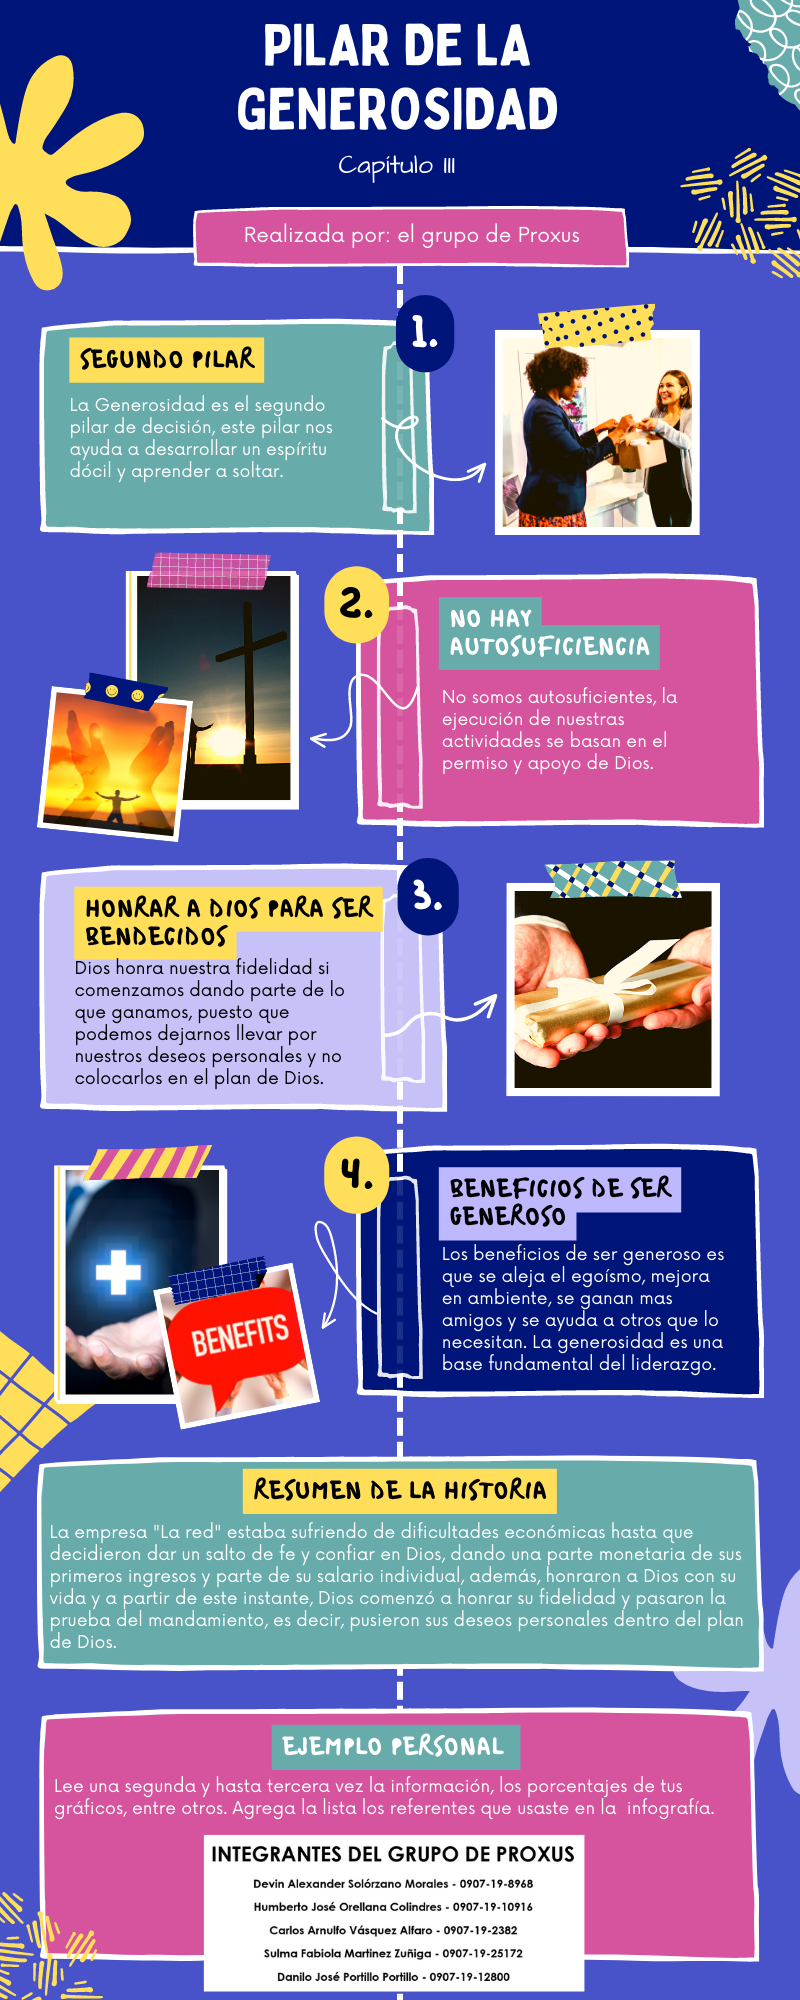 PILAR DE LA
GENEROSIDAD
Capítulo III
Realizada por: el grupo de Proxus
1.
SEGUNDO PILAR
La Generosidad es el segundo
pilar de decisión, este pilar nos
ayuda a desarrollar un espíritu
dócil y aprender a soltar.
2.
NO HAY
AUTOSUFICIENCIA
No somos autosuficientes, la
ejecución de nuestras
actividades se basan en el
permiso y apoyo de Dios.
3.
HONRAR A DIOS PARA SER
BENDECIDOS
Dios honra nuestra fidelidad si
comenzamos dando parte de lo
que ganamos, puesto que
podemos dejarnos llevar por
nuestros deseos personales y no
colocarlos en el plan de Dios.
4.
BENEFICIOS DE SER
GENEROSO
Los beneficios de ser generoso es
que se aleja el egoísmo, mejora
en ambiente, se ganan mas
amigos y se ayuda a otros que lo
necesitan. La generosidad es una
base fundamental del liderazgo.
BENEFITS
RESUMEN DE LA HISTORIA
La empresa "La red" estaba sufriendo de dificultades económicas hasta que
decidieron dar un salto de fe y confiar en Dios, dando una parte monetaria de sus
primeros ingresos y parte de su salario individual, además, honraron a Dios con su
vida y a partir de este instante, Dios comenzó a honrar su fidelidad y pasaron la
prueba del mandamiento, es decir, pusieron sus deseos personales dentro del plan
de Dios.
EJEMPLO PERSONAL
Lee una segunda y hasta tercera vez la información, los porcentajes de tus
gráficos, entre otros. Agrega la lista los referentes que usaste en la infografía.
INTEGRANTES DEL GRUPO DE PROXUS
Devin Alexander Solórzano Morales - 0907-19-8968
Humberto José Orellana Colindres - 0907-19-10916
Carlos Arnulfo Vásquez Alfaro - 0907-19-2382
Sulma Fabiola Martinez Zuñiga - 0907-19-25172
Danilo José Portillo Portillo - 0907-19-12800